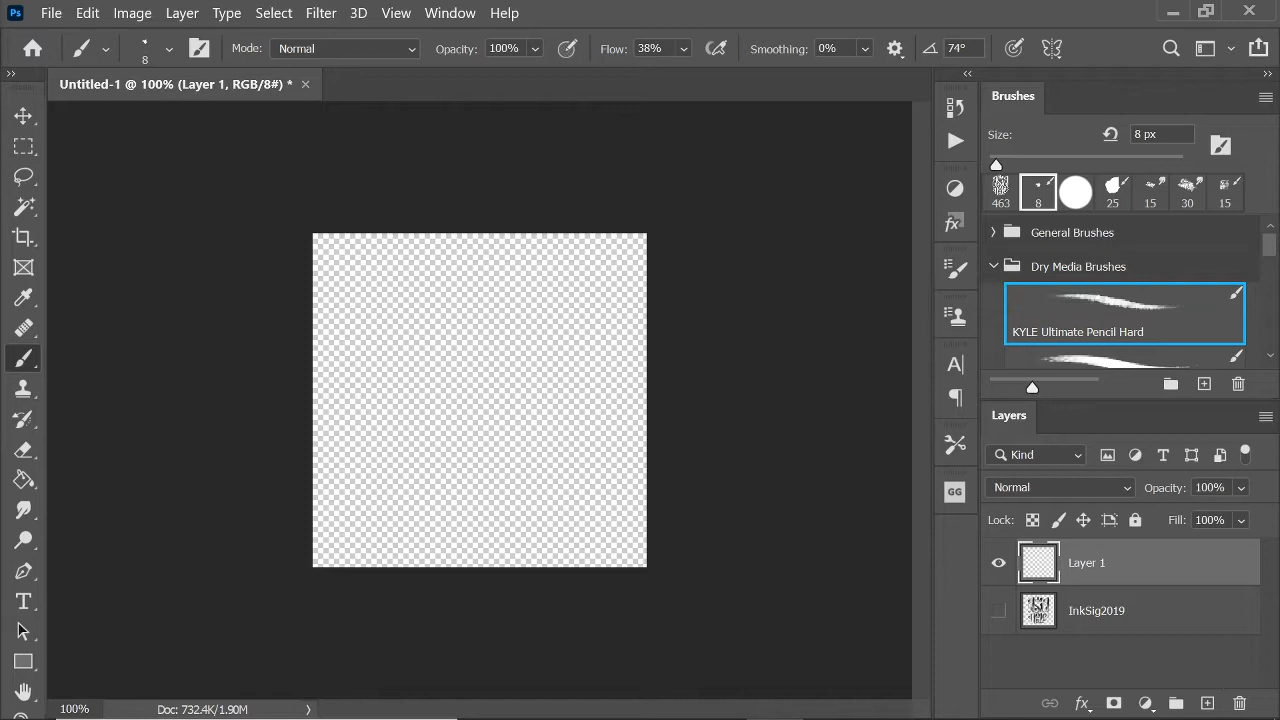 Ps File Edit Image Layer Type Select Filter 3D View Window Help
8 Mode: Normal Opacity: 100% Flow: 38% Smoothing: 0% 74°
Untitled-1 @ 100% (Layer 1, RGB/8#) *
Brushes
Size: 8 px
463 8 25 15 30 15
General Brushes
Dry Media Brushes
KYLE Ultimate Pencil Hard
Layers
Kind
Normal Opacity: 100%
Lock: Fill: 100%
Layer 1
InkSig2019
fx
A
GG
T
fx
100% Doc: 732.4K/1.90M